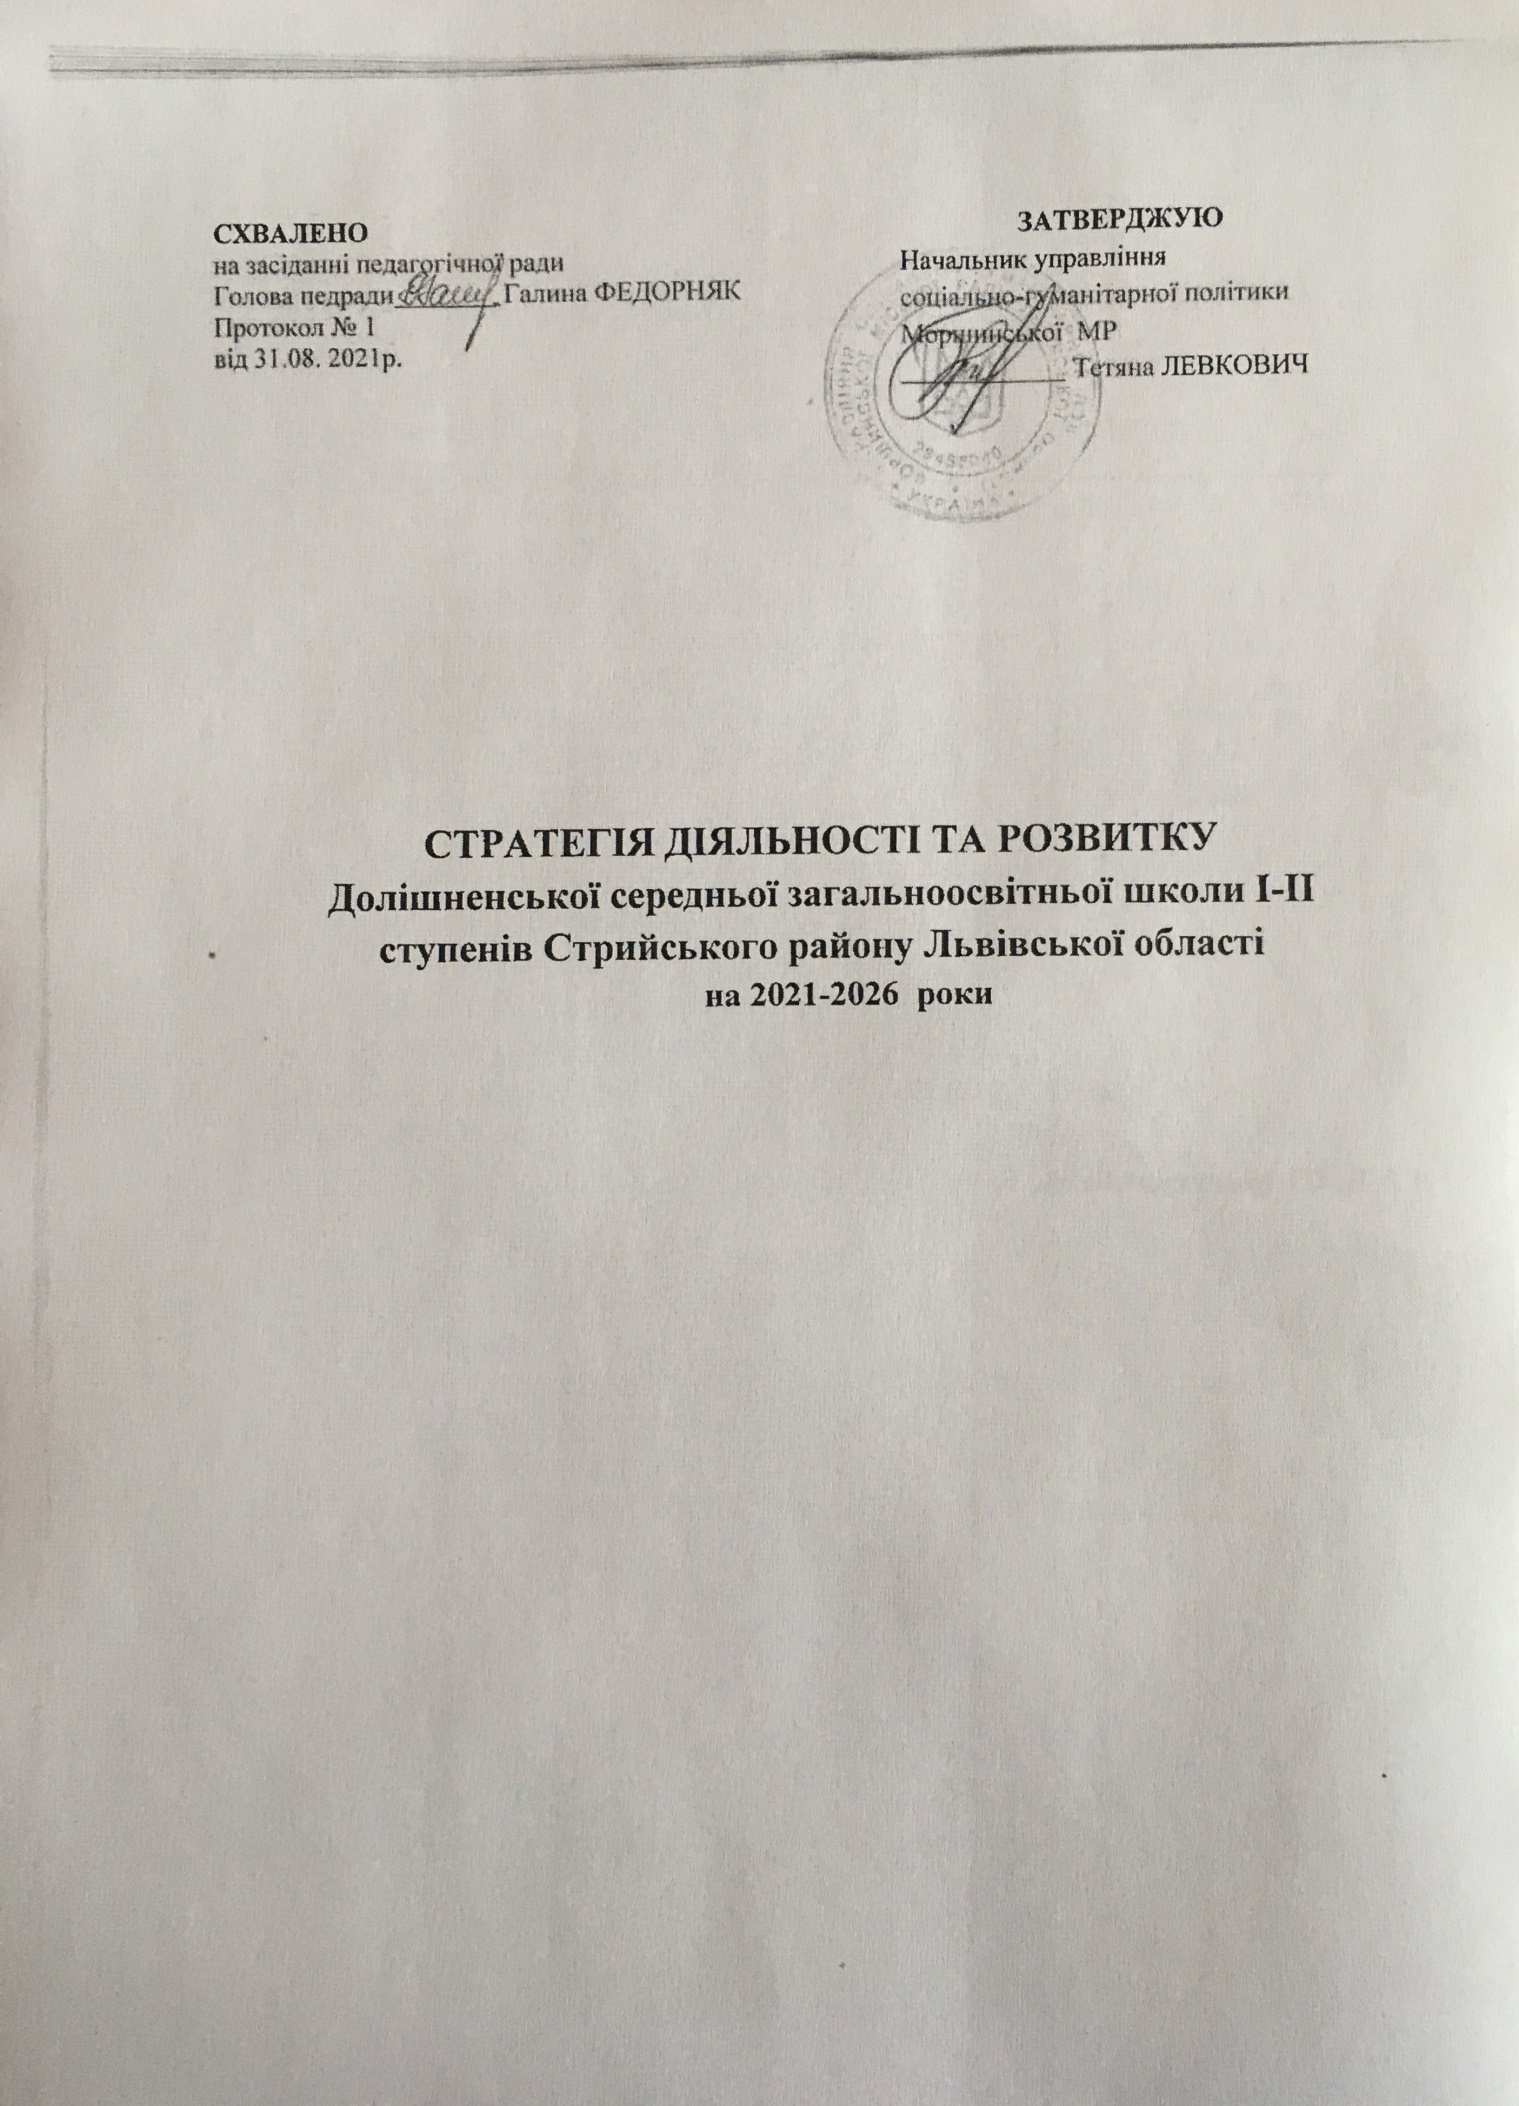 СХВАЛЕНО
на засіданні педагогічної ради
Голова педради Галина ФЕДОРНЯК
Протокол № 1
від 31.08. 2021р.
ЗАТВЕРДЖУЮ
Начальник управління
соціально-гуманітарної політики
Моршинської МР
Тетяна ЛЕВКОВИЧ
УКРАЇНА
СТРАТЕГІЯ ДІЯЛЬНОСТІ ТА РОЗВИТКУ
Долішненської середньої загальноосвітньої школи І-ІІ
ступенів Стрийського району Львівської області
на 2021-2026 роки